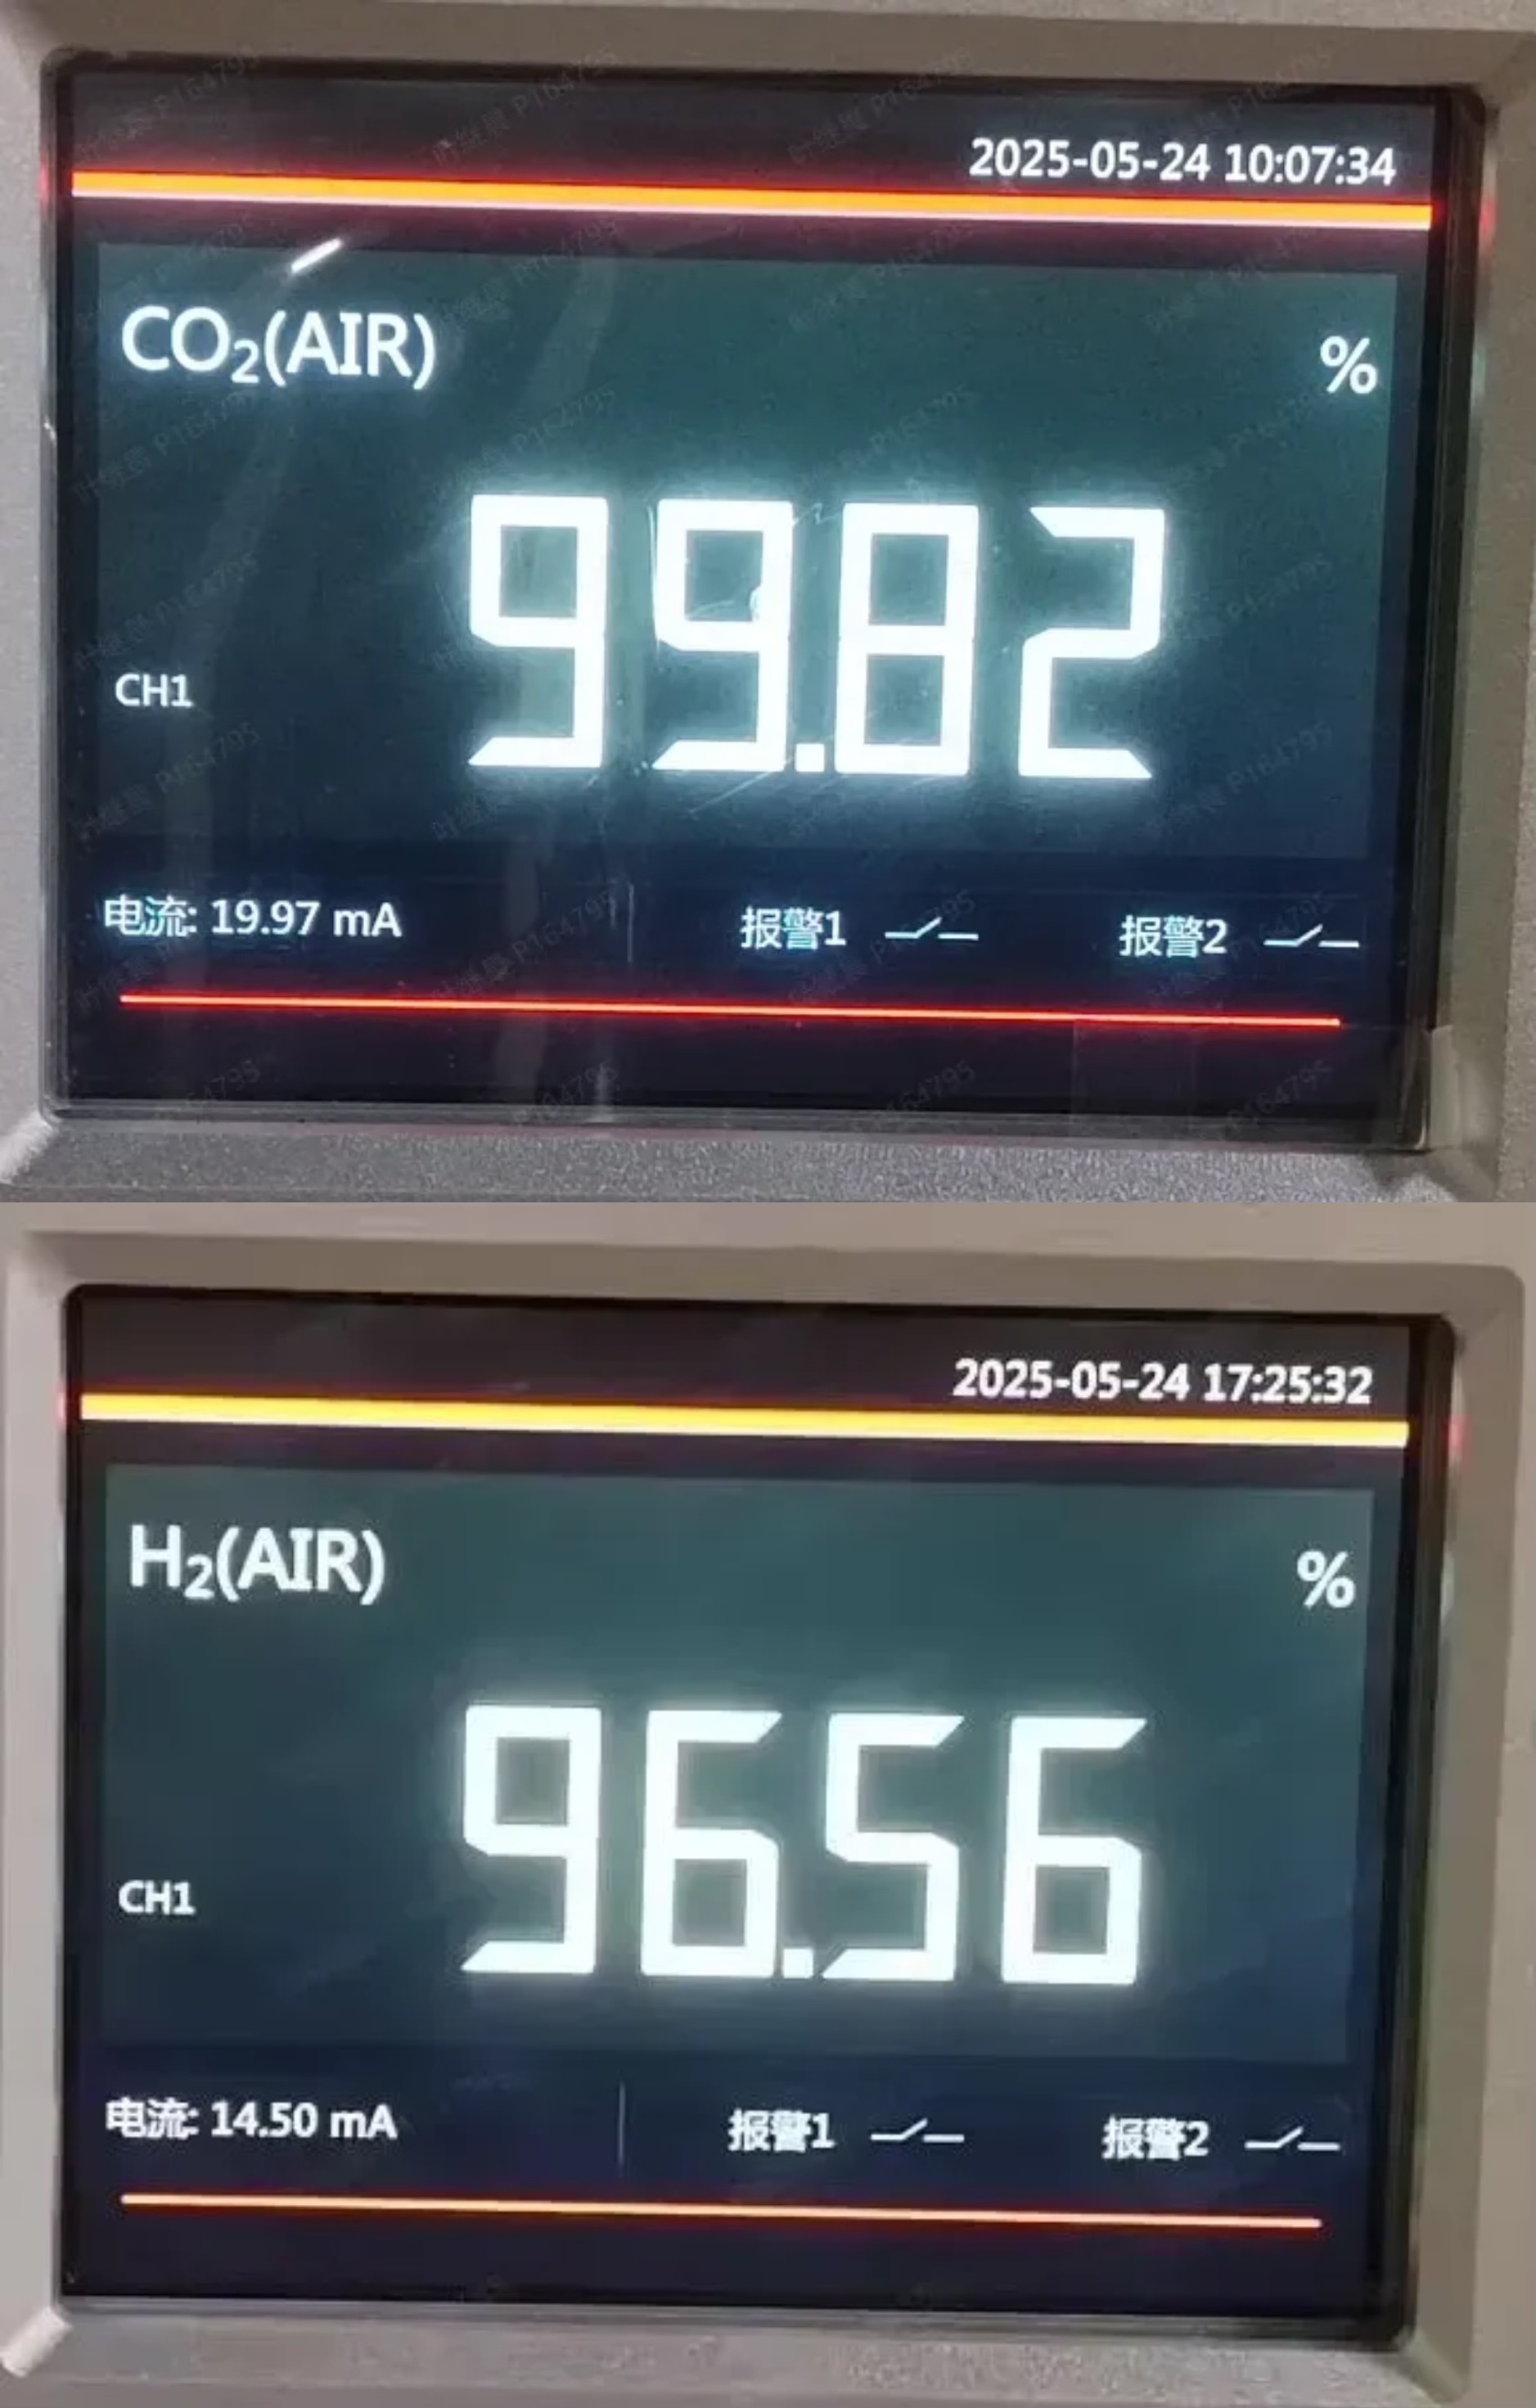 2025-05-24 10:07:34
CO₂(AIR)
%
99.82
CH1
电流: 19.97 mA 报警1 报警2
2025-05-24 17:25:32
H₂(AIR)
%
96.56
CH1
电流: 14.50 mA 报警1 报警2